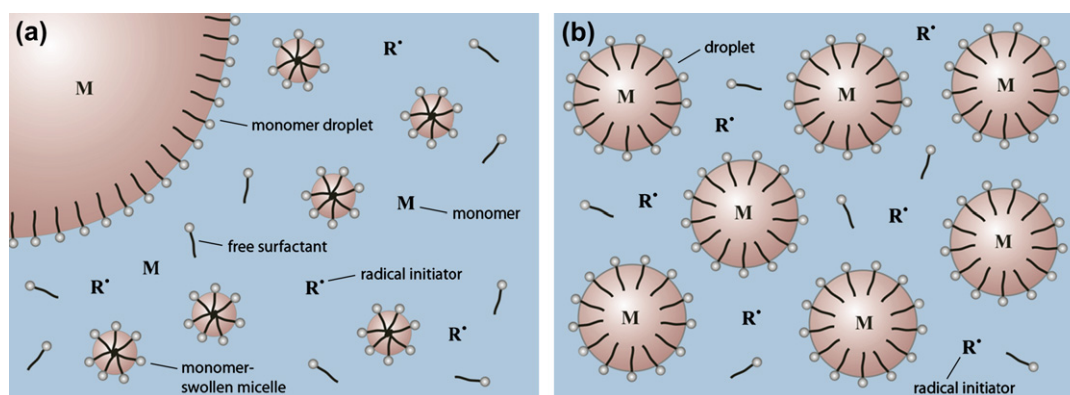 (a)
R•
M
monomer droplet
M
monomer
free surfactant
M
R•
radical initiator
R•
R•
monomer-
swollen micelle
(b)
R•
droplet
M
M
M
R•
R•
M
R•
M
M
R•
M
R•
radical initiator